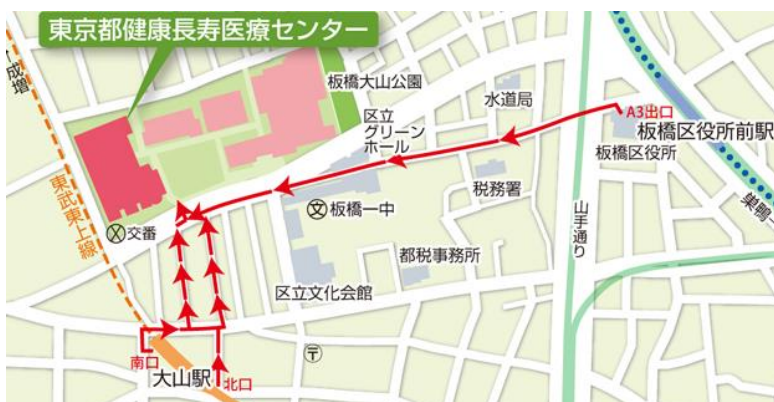 東京都健康長寿医療センター
成増
板橋大山公園
水道局
A3出口
区立
グリーン
ホール
板橋区役所前駅
板橋区役所
東武東上線
税務署
文 板橋一中
交番
山手通り
巣鴨
都税事務所
区立文化会館
南口
大山駅
北口
〒